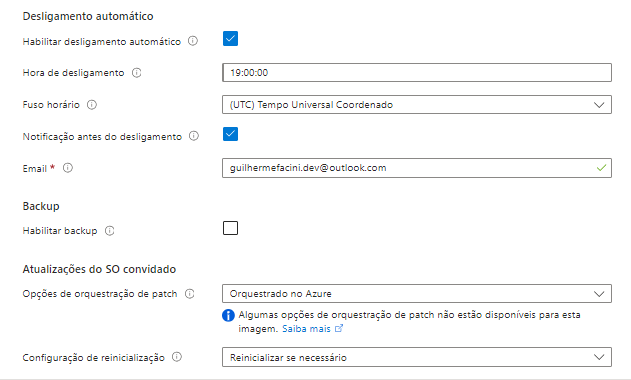 Desligamento automático
Habilitar desligamento automático
Hora de desligamento 19:00:00
Fuso horário (UTC) Tempo Universal Coordenado
Notificação antes do desligamento
Email * guilhermefacini.dev@outlook.com
Backup
Habilitar backup
Atualizações do SO convidado
Opções de orquestração de patch Orquestrado no Azure
Algumas opções de orquestração de patch não estão disponíveis para esta
imagem. Saiba mais
Configuração de reinicialização Reinicializar se necessário